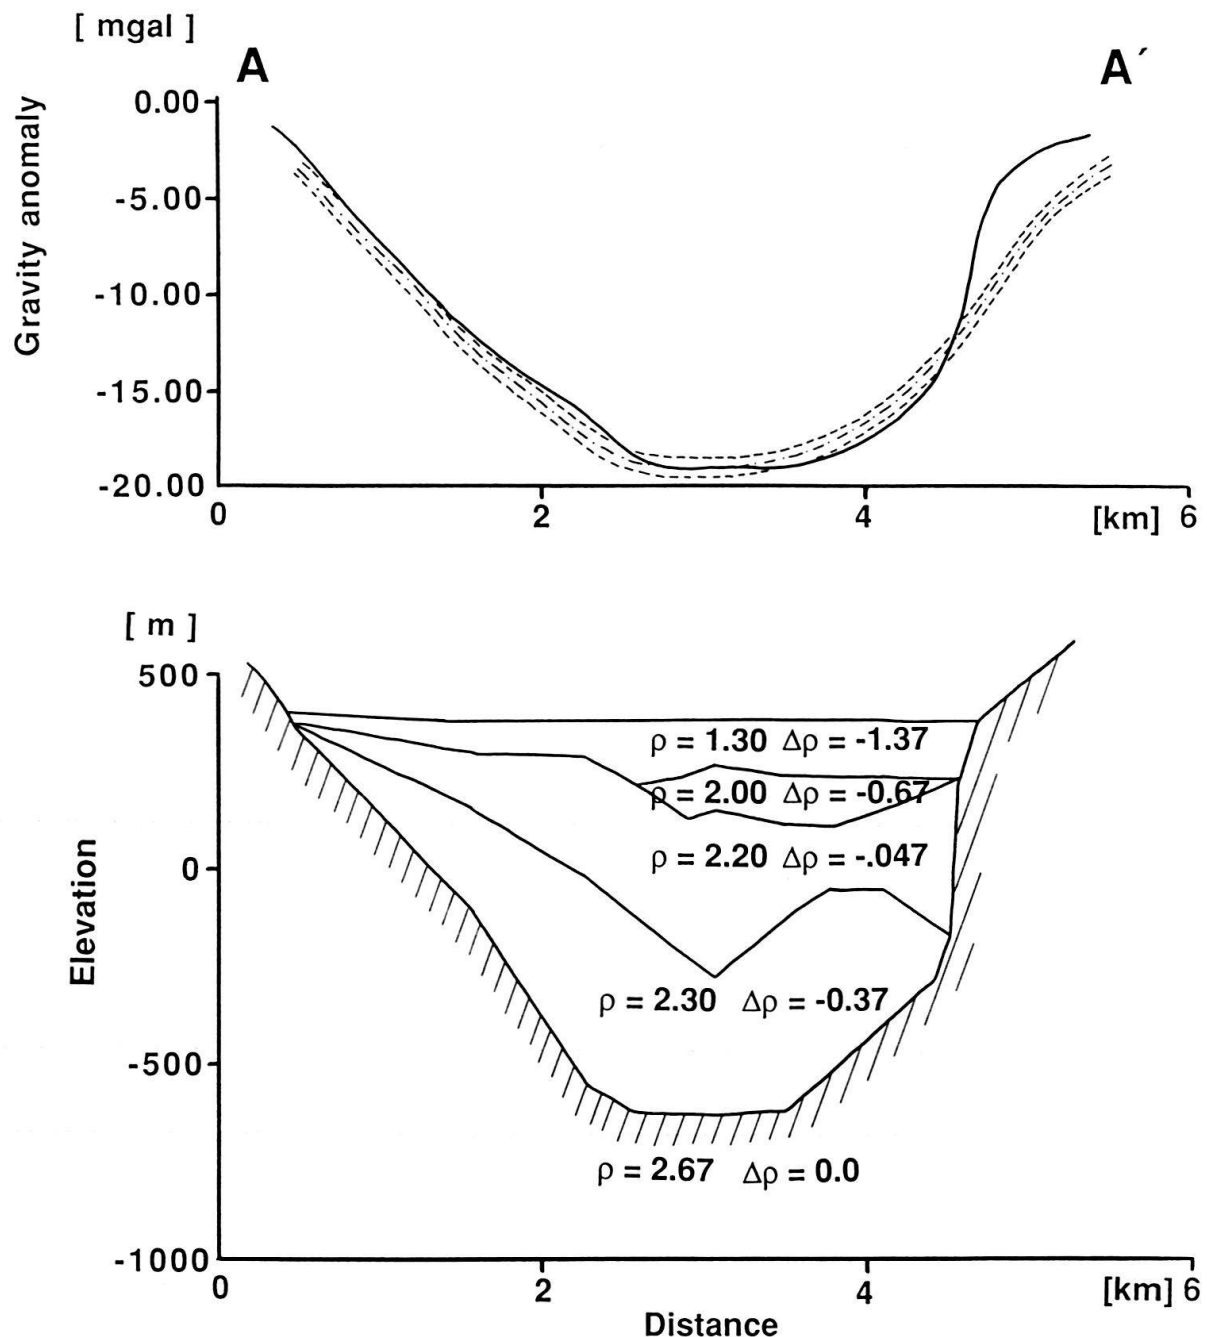 [ mgal ]
A A´
0.00
-5.00
-10.00
-15.00
-20.00
Gravity anomaly
0 2 4 [km] 6
[ m ]
500
0
-500
-1000
Elevation
ρ = 1.30 Δρ = -1.37
ρ = 2.00 Δρ = -0.67
ρ = 2.20 Δρ = -.047
ρ = 2.30 Δρ = -0.37
ρ = 2.67 Δρ = 0.0
0 2 4 [km] 6
Distance